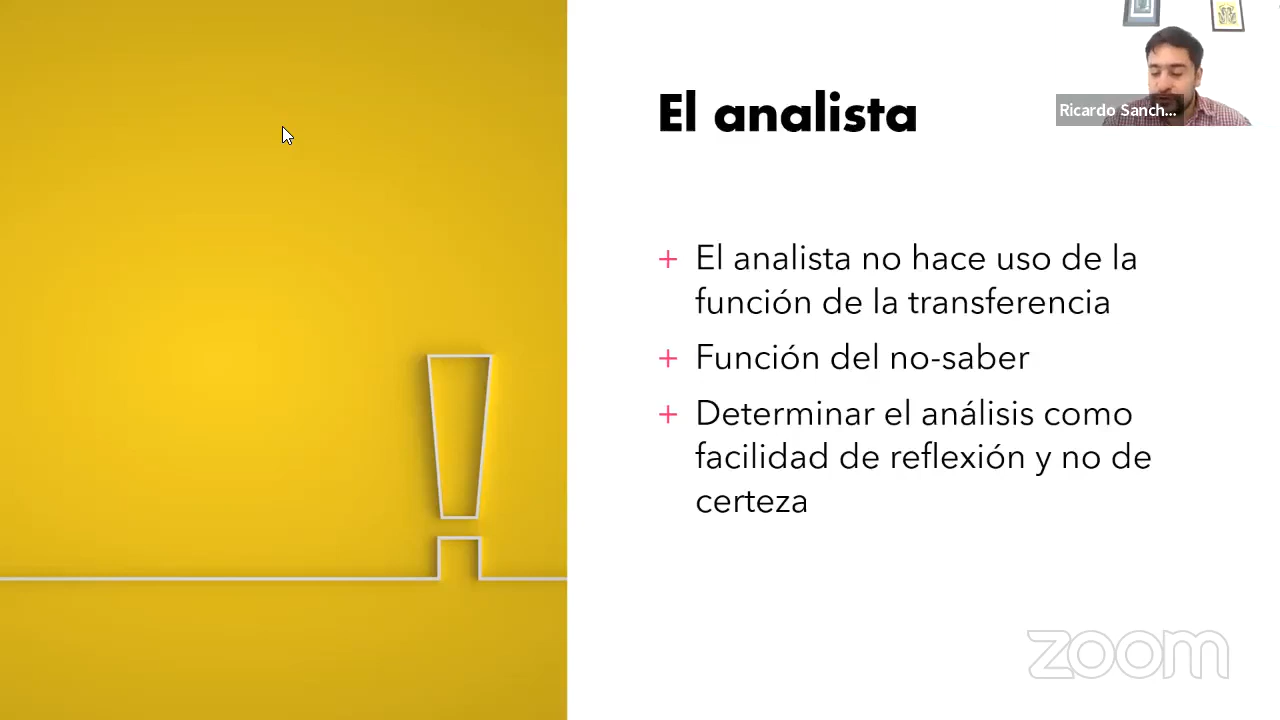 El analista
Ricardo Sanch...
+ El analista no hace uso de la
función de la transferencia
+ Función del no-saber
+ Determinar el análisis como
facilidad de reflexión y no de
certeza
zoom